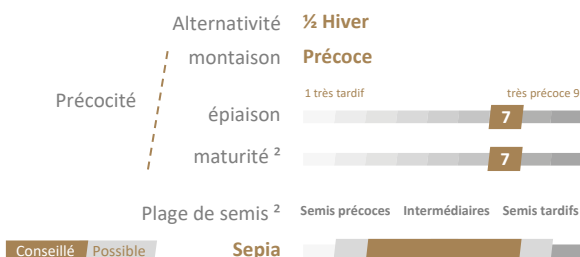 Alternativité ½ Hiver
montaison Précoce
Précocité
1 très tardif très précoce 9
épiaison 7
maturité ² 7
Plage de semis ² Semis précoces Intermédiaires Semis tardifs
Conseillé Possible Sepia